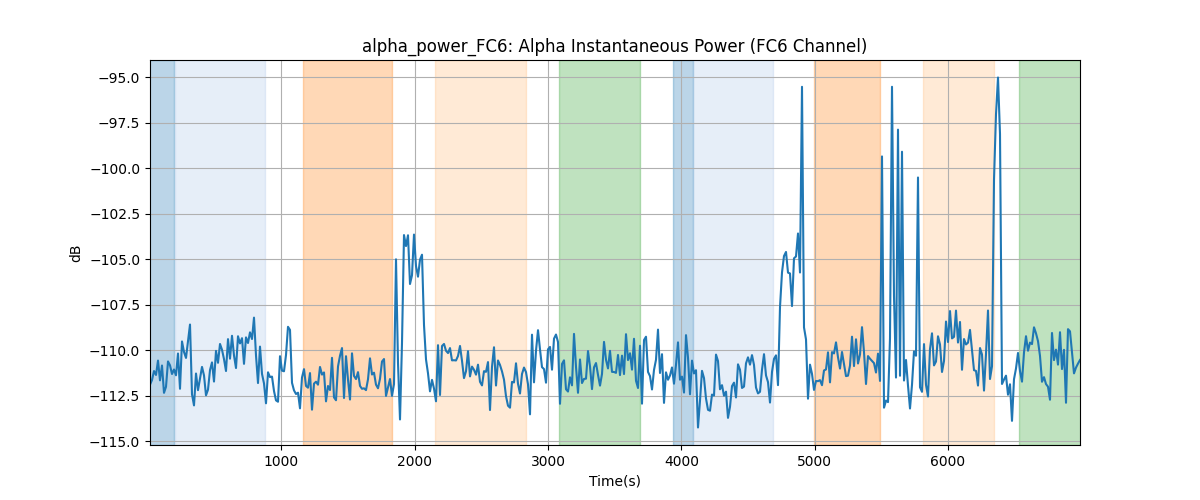 alpha_power_FC6: Alpha Instantaneous Power (FC6 Channel)
−95.0
−97.5
−100.0
−102.5
−105.0
−107.5
−110.0
−112.5
−115.0
dB
1000 2000 3000 4000 5000 6000
Time(s)